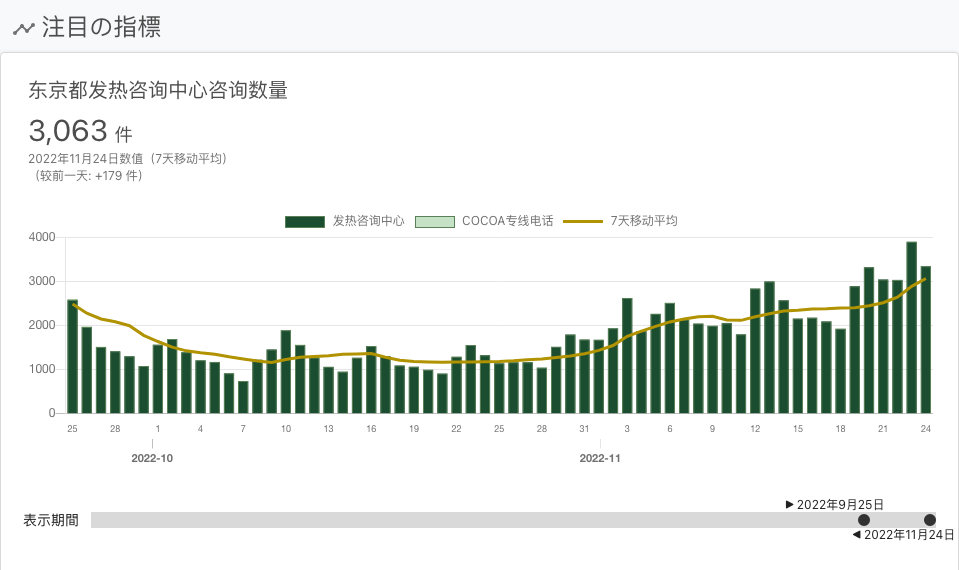 注目の指標
东京都发热咨询中心咨询数量
3,063 件
2022年11月24日数值（7天移动平均）
（较前一天: +179 件）
发热咨询中心 COCOA专线电话 7天移动平均
4000
3000
2000
1000
0
25 28 1 4 7 10 13 16 19 22 25 28 31 3 6 9 12 15 18 21 24
2022-10 2022-11
2022年9月25日
表示期間
2022年11月24日